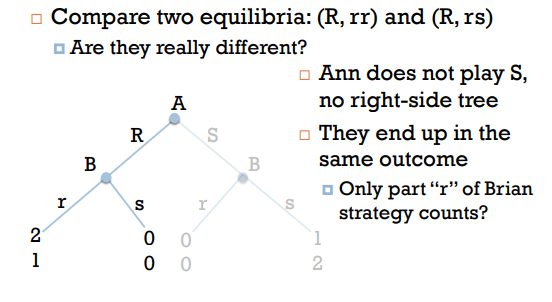 Compare two equilibria: (R, rr) and (R, rs)
Are they really different?
Ann does not play S,
no right-side tree
They end up in the
same outcome
Only part “r” of Brian
strategy counts?
A
R S
B B
r s r s
2 0 0 1
1 0 0 2